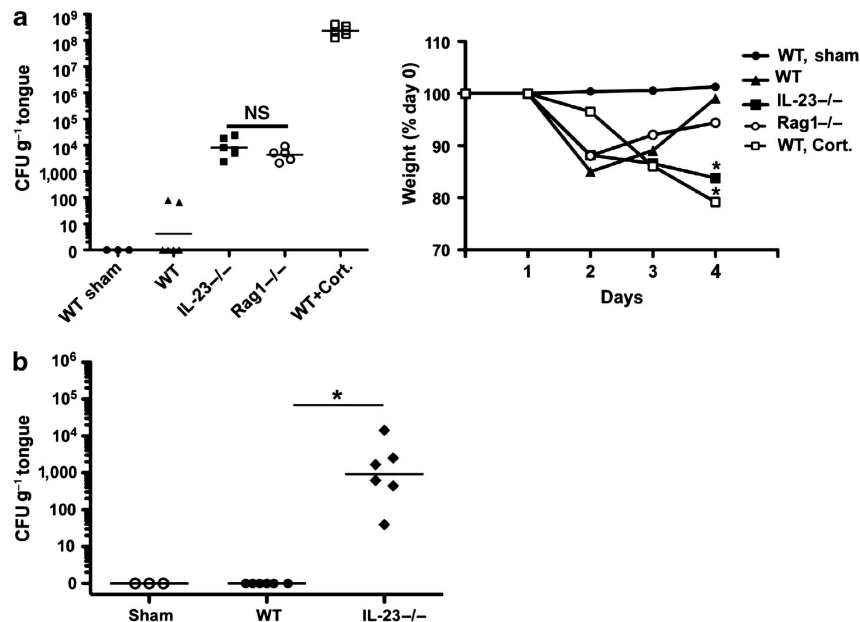 a
10⁹
10⁸
10⁷
10⁶
10⁵
10⁴
1,000
100
10
0
CFU g⁻¹ tongue
NS
WT sham
WT
IL-23–/–
Rag1–/–
WT+Cort.
110
100
90
80
70
Weight (% day 0)
*
*
1 2 3 4
Days
WT, sham
WT
IL-23–/–
Rag1–/–
WT, Cort.
b
10⁶
10⁵
10⁴
1,000
100
10
0
CFU g⁻¹ tongue
*
Sham WT IL-23–/–